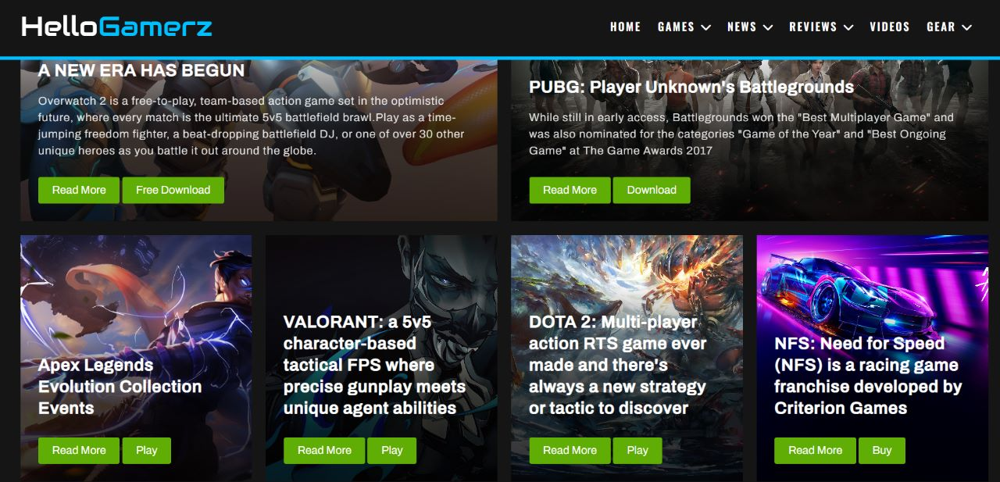 HelloGamerz
HOME GAMES NEWS REVIEWS VIDEOS GEAR
A NEW ERA HAS BEGUN
Overwatch 2 is a free-to-play, team-based action game set in the optimistic
future, where every match is the ultimate 5v5 battlefield brawl.Play as a time-
jumping freedom fighter, a beat-dropping battlefield DJ, or one of over 30 other
unique heroes as you battle it out around the globe.
Read More Free Download
PUBG: Player Unknown's Battlegrounds
While still in early access, Battlegrounds won the "Best Multiplayer Game" and
was also nominated for the categories "Game of the Year" and "Best Ongoing
Game" at The Game Awards 2017
Read More Download
Apex Legends
Evolution Collection
Events
Read More Play
VALORANT: a 5v5
character-based
tactical FPS where
precise gunplay meets
unique agent abilities
Read More Play
DOTA 2: Multi-player
action RTS game ever
made and there's
always a new strategy
or tactic to discover
Read More Play
NFS: Need for Speed
(NFS) is a racing game
franchise developed by
Criterion Games
Read More Buy